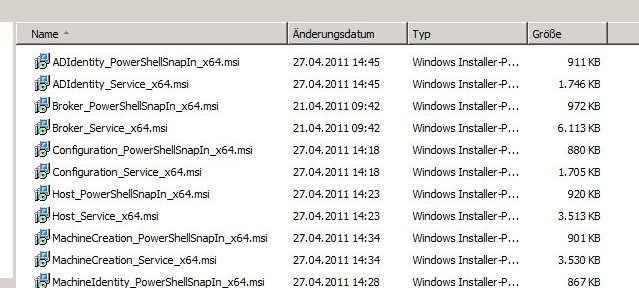 Name Änderungsdatum Typ Größe
ADIdentity_PowerShellSnapIn_x64.msi 27.04.2011 14:45 Windows Installer-P... 911 KB
ADIdentity_Service_x64.msi 27.04.2011 14:45 Windows Installer-P... 1.746 KB
Broker_PowerShellSnapIn_x64.msi 21.04.2011 09:42 Windows Installer-P... 972 KB
Broker_Service_x64.msi 21.04.2011 09:42 Windows Installer-P... 6.113 KB
Configuration_PowerShellSnapIn_x64.msi 27.04.2011 14:18 Windows Installer-P... 880 KB
Configuration_Service_x64.msi 27.04.2011 14:18 Windows Installer-P... 1.705 KB
Host_PowerShellSnapIn_x64.msi 27.04.2011 14:23 Windows Installer-P... 920 KB
Host_Service_x64.msi 27.04.2011 14:23 Windows Installer-P... 3.513 KB
MachineCreation_PowerShellSnapIn_x64.msi 27.04.2011 14:34 Windows Installer-P... 901 KB
MachineCreation_Service_x64.msi 27.04.2011 14:34 Windows Installer-P... 3.530 KB
MachineIdentity_PowerShellSnapIn_x64.msi 27.04.2011 14:28 Windows Installer-P... 867 KB